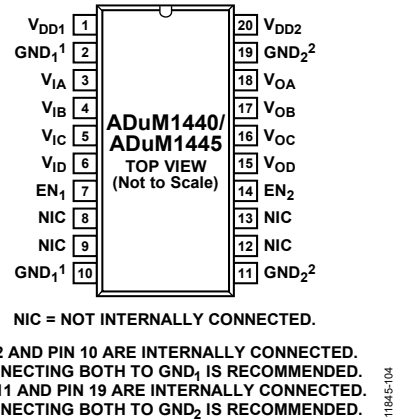 VDD1 1
GND1¹ 2
VIA 3
VIB 4
VIC 5
VID 6
EN1 7
NIC 8
NIC 9
GND1¹ 10
ADuM1440/
ADuM1445
TOP VIEW
(Not to Scale)
20 VDD2
19 GND2²
18 VOA
17 VOB
16 VOC
15 VOD
14 EN2
13 NIC
12 NIC
11 GND2²
NIC = NOT INTERNALLY CONNECTED.
2 AND PIN 10 ARE INTERNALLY CONNECTED.
NNECTING BOTH TO GND1 IS RECOMMENDED.
11 AND PIN 19 ARE INTERNALLY CONNECTED.
NNECTING BOTH TO GND2 IS RECOMMENDED.
11845-104